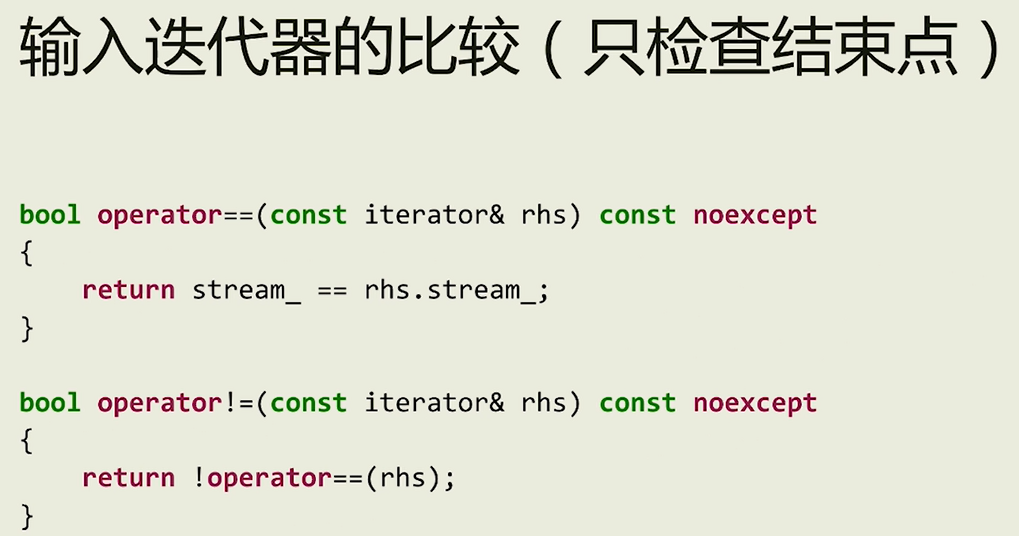 输入迭代器的比较（只检查结束点）
bool operator==(const iterator& rhs) const noexcept
{
    return stream_ == rhs.stream_;
}
bool operator!=(const iterator& rhs) const noexcept
{
    return !operator==(rhs);
}